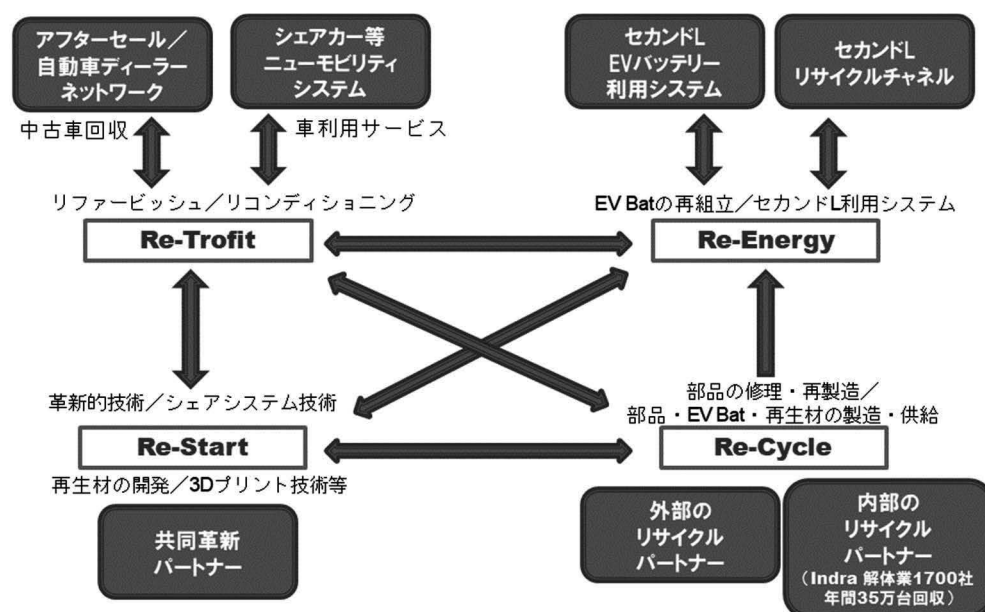 アフターセール／
自動車ディーラー
ネットワーク
シェアカー等
ニューモビリティ
システム
セカンドL
EVバッテリー
利用システム
セカンドL
リサイクルチャネル
中古車回収
車利用サービス
リファービッシュ／リコンディショニング
EV Batの再組立／セカンドL利用システム
Re-Trofit
Re-Energy
革新的技術／シェアシステム技術
部品の修理・再製造／
部品・EV Bat・再生材の製造・供給
Re-Start
Re-Cycle
再生材の開発／3Dプリント技術等
共同革新
パートナー
外部の
リサイクル
パートナー
内部の
リサイクル
パートナー
（Indra 解体業1700社
年間35万台回収）